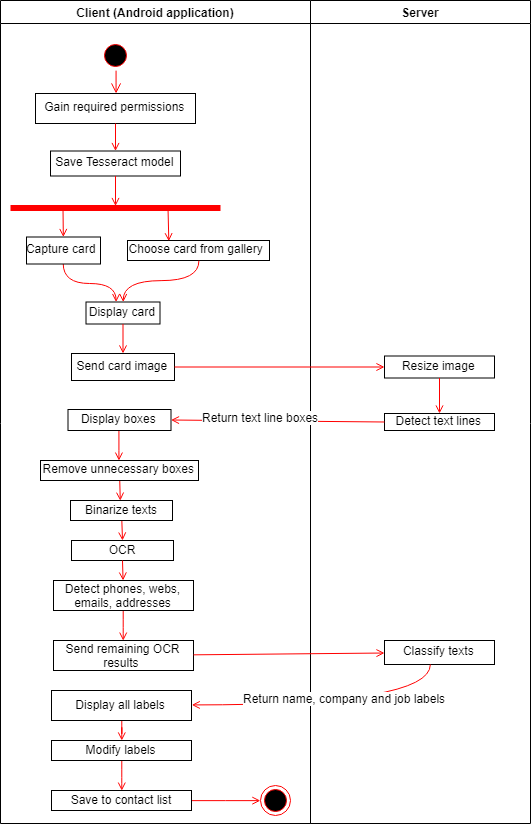 Client (Android application)
Server
Gain required permissions
Save Tesseract model
Capture card
Choose card from gallery
Display card
Send card image
Resize image
Display boxes
Return text line boxes
Detect text lines
Remove unnecessary boxes
Binarize texts
OCR
Detect phones, webs,
emails, addresses
Send remaining OCR
results
Classify texts
Return name, company and job labels
Display all labels
Modify labels
Save to contact list